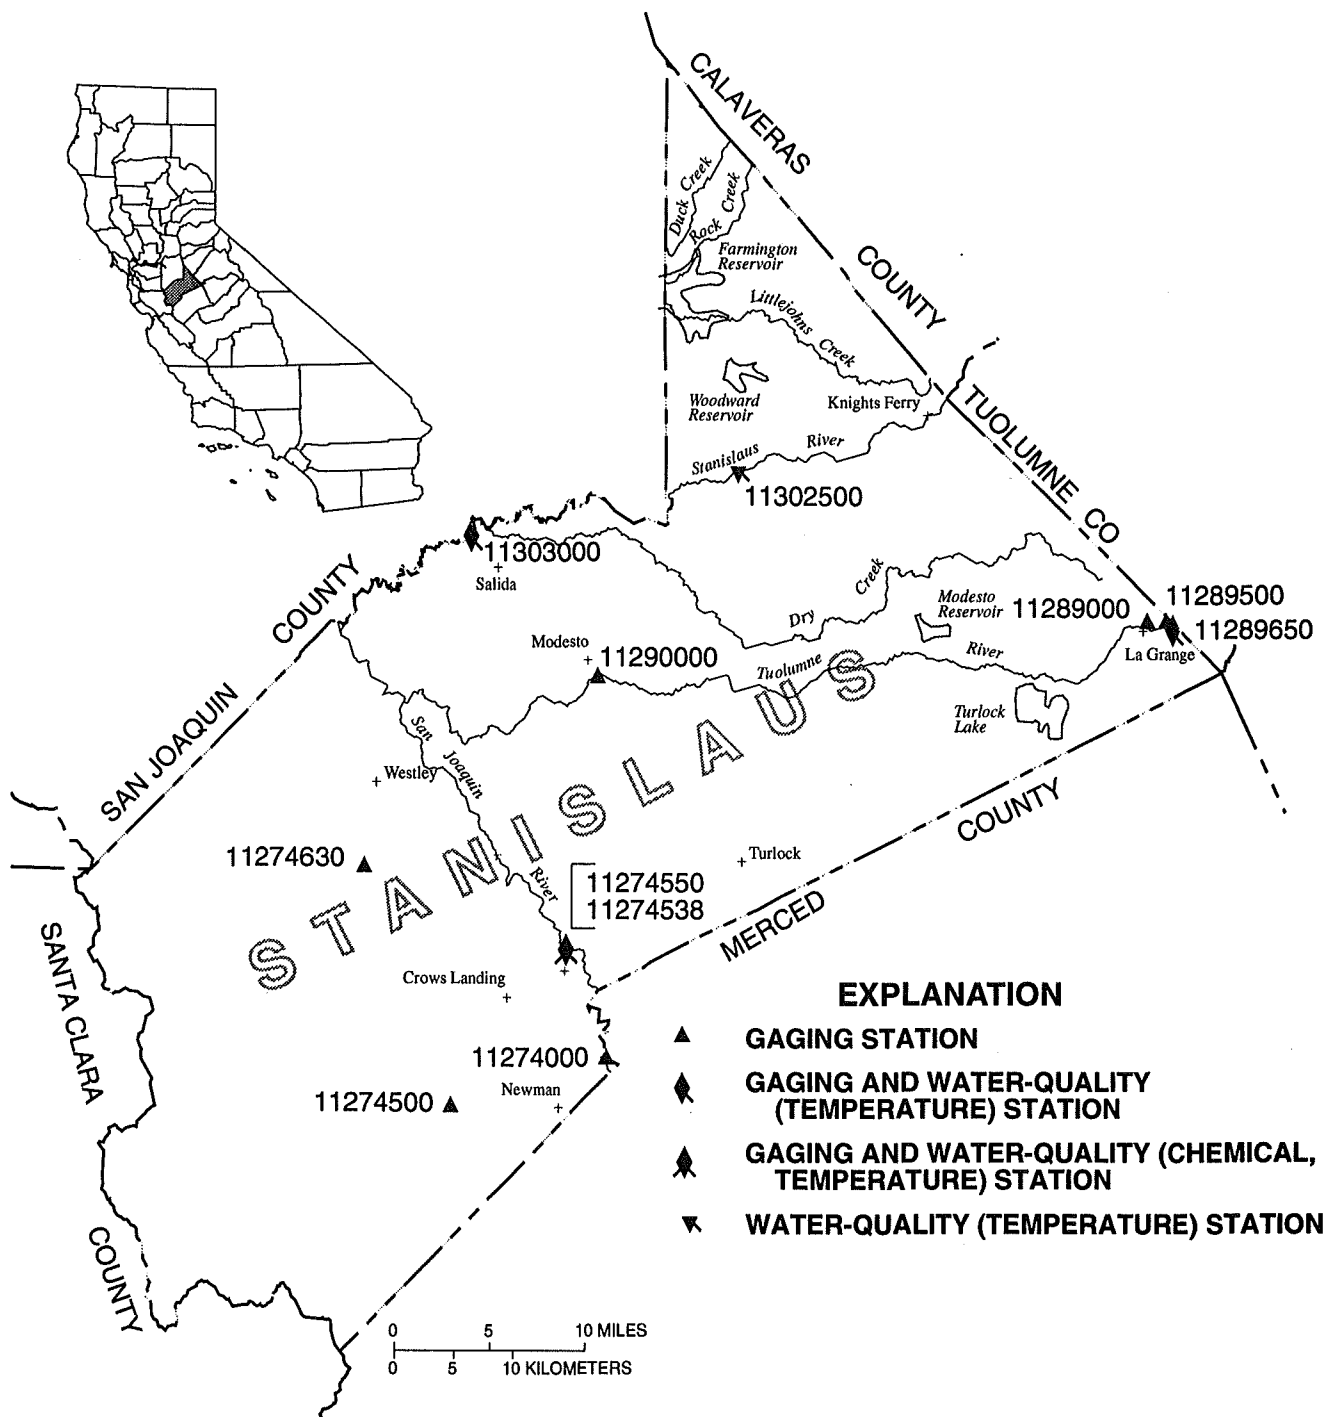 CALAVERAS
COUNTY
Duck Creek
Rock Creek
Farmington
Reservoir
Littlejohns Creek
Woodward
Reservoir
Knights Ferry
TUOLUMNE CO
Stanislaus River
11302500
11303000
Salida
SAN JOAQUIN COUNTY
Dry Creek
Modesto
Reservoir
11289000
11289500
11289650
La Grange
Modesto
11290000
Tuolumne River
Turlock
Lake
San Joaquin River
Westley
STANISLAUS
11274630
Turlock
11274550
11274538
MERCED COUNTY
SANTA CLARA COUNTY
Crows Landing
11274000
Newman
11274500
EXPLANATION
GAGING STATION
GAGING AND WATER-QUALITY
(TEMPERATURE) STATION
GAGING AND WATER-QUALITY (CHEMICAL,
TEMPERATURE) STATION
WATER-QUALITY (TEMPERATURE) STATION
0 5 10 MILES
0 5 10 KILOMETERS